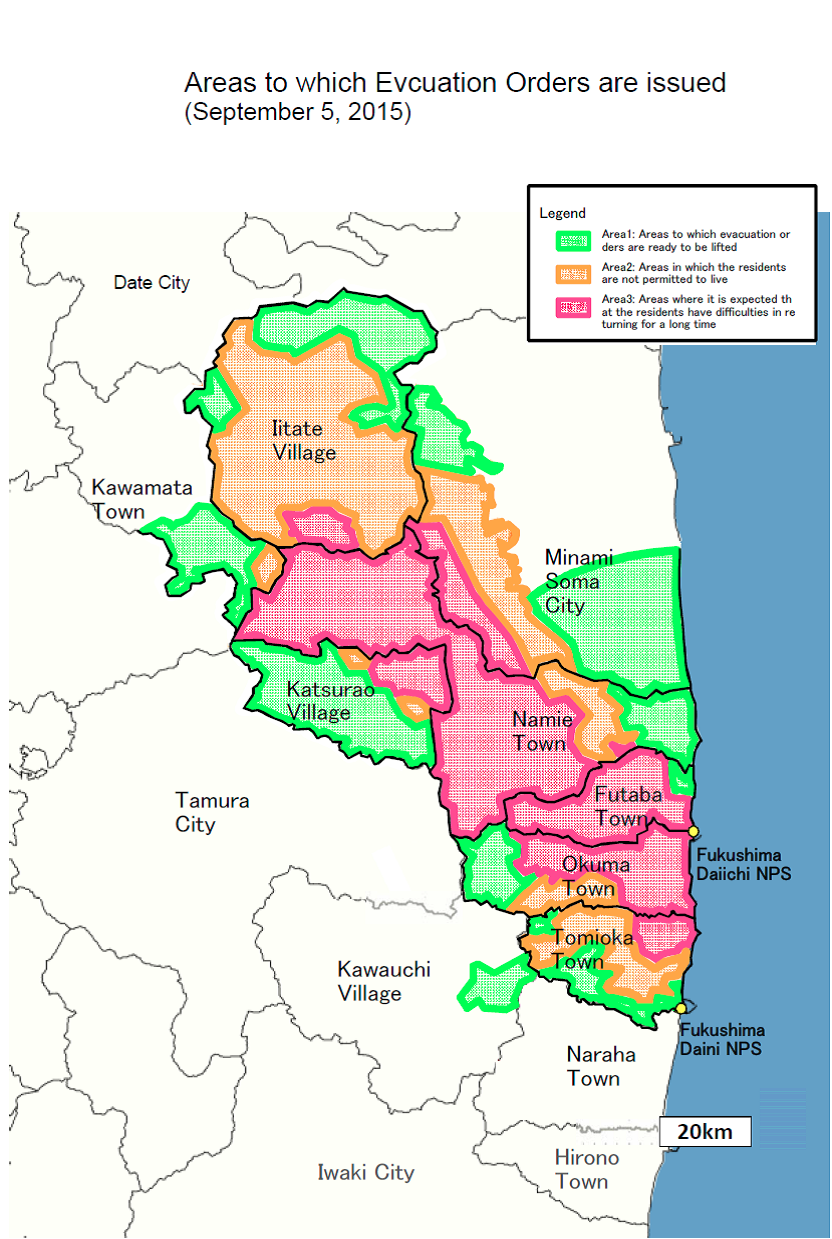 Areas to which Evcuation Orders are issued
(September 5, 2015)
Legend
Area1: Areas to which evacuation or
ders are ready to be lifted
Area2: Areas in which the residents
are not permitted to live
Area3: Areas where it is expected th
at the residents have difficulties in re
turning for a long time
Date City
Iitate
Village
Kawamata
Town
Minami
Soma
City
Katsurao
Village
Namie
Town
Tamura
City
Futaba
Town
Fukushima
Daiichi NPS
Okuma
Town
Tomioka
Town
Kawauchi
Village
Fukushima
Daini NPS
Naraha
Town
20km
Hirono
Town
Iwaki City